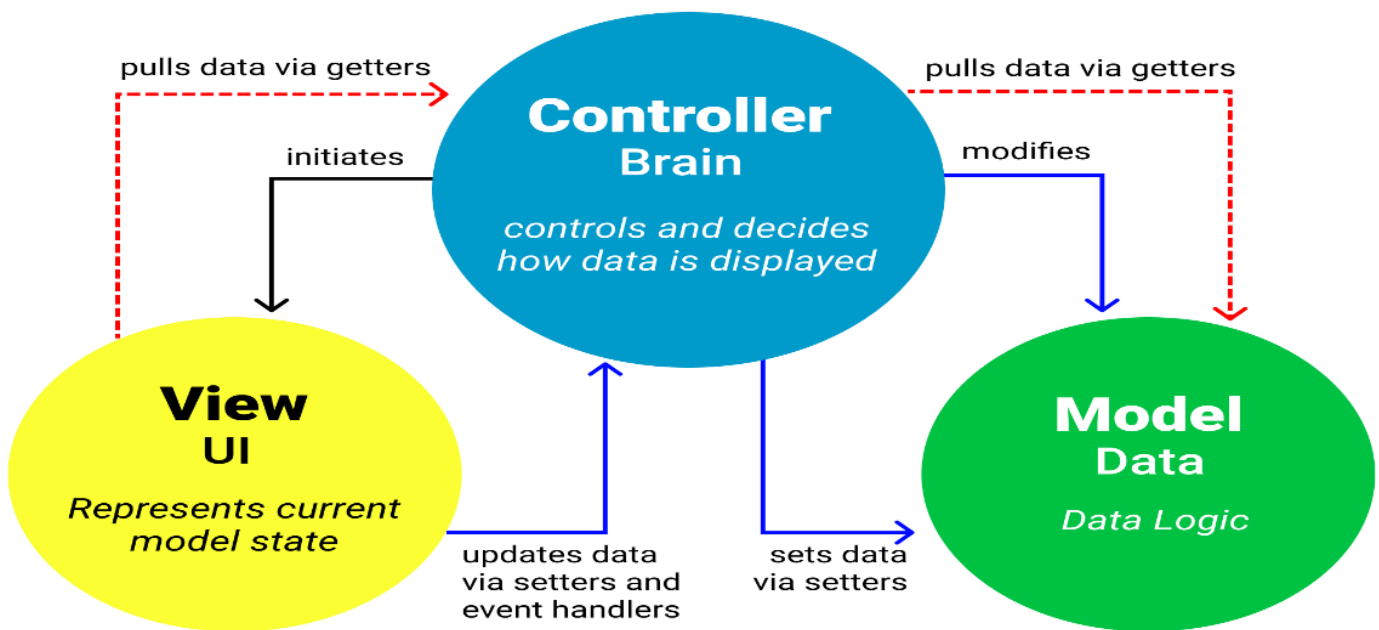 pulls data via getters
pulls data via getters
Controller
Brain
initiates
modifies
controls and decides
how data is displayed
View
UI
Represents current
model state
Model
Data
Data Logic
updates data
via setters and
event handlers
sets data
via setters